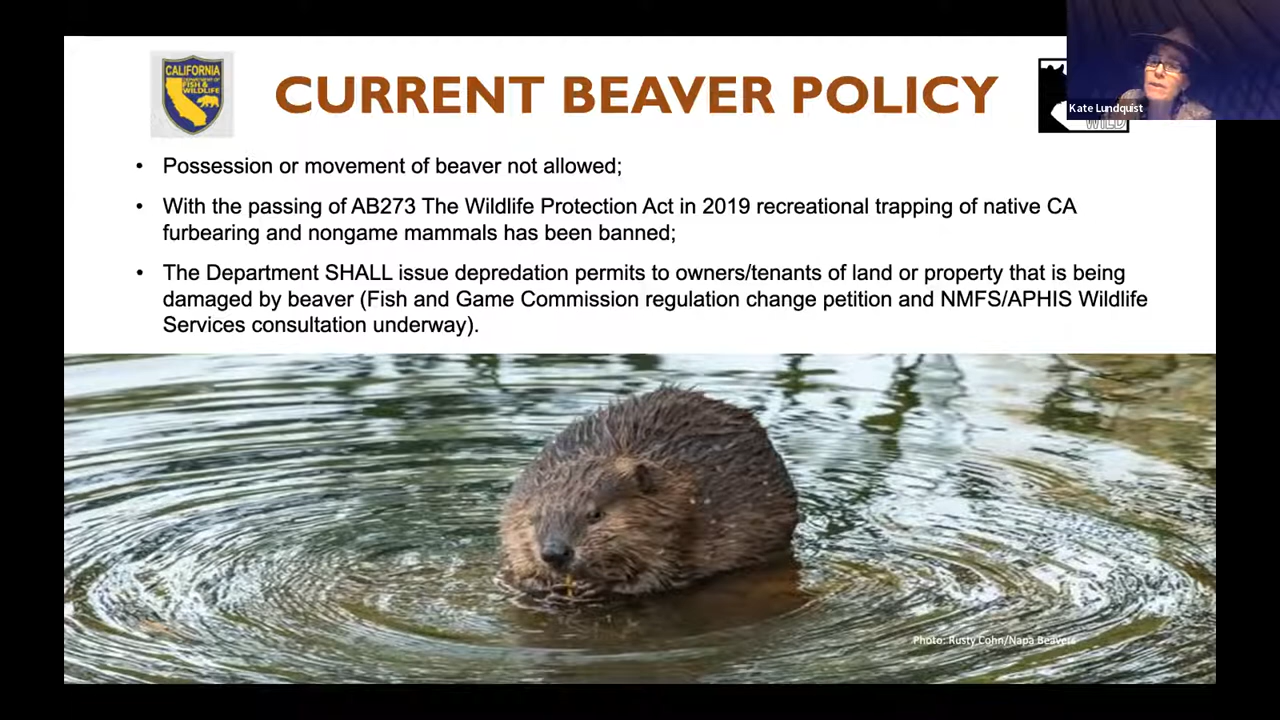 CALIFORNIA
DEPARTMENT OF
FISH &
WILDLIFE
CURRENT BEAVER POLICY
Kate Lundquist
WILD
• Possession or movement of beaver not allowed;
• With the passing of AB273 The Wildlife Protection Act in 2019 recreational trapping of native CA
furbearing and nongame mammals has been banned;
• The Department SHALL issue depredation permits to owners/tenants of land or property that is being
damaged by beaver (Fish and Game Commission regulation change petition and NMFS/APHIS Wildlife
Services consultation underway).
Photo: Rusty Cohn/Napa Beavers